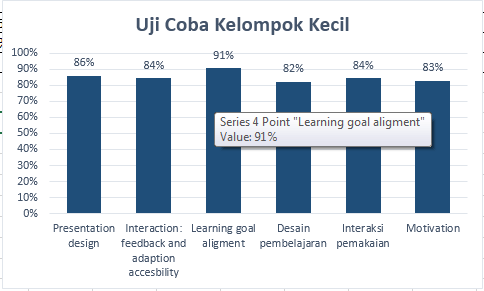 Uji Coba Kelompok Kecil
100%
90%
80%
70%
60%
50%
40%
30%
20%
10%
0%
86%
84%
91%
82%
84%
83%
Series 4 Point "Learning goal aligment"
Value: 91%
Presentation
design
Interaction:
feedback and
adaption
accesbility
Learning goal
aligment
Desain
pembelajaran
Interaksi
pemakaian
Motivation